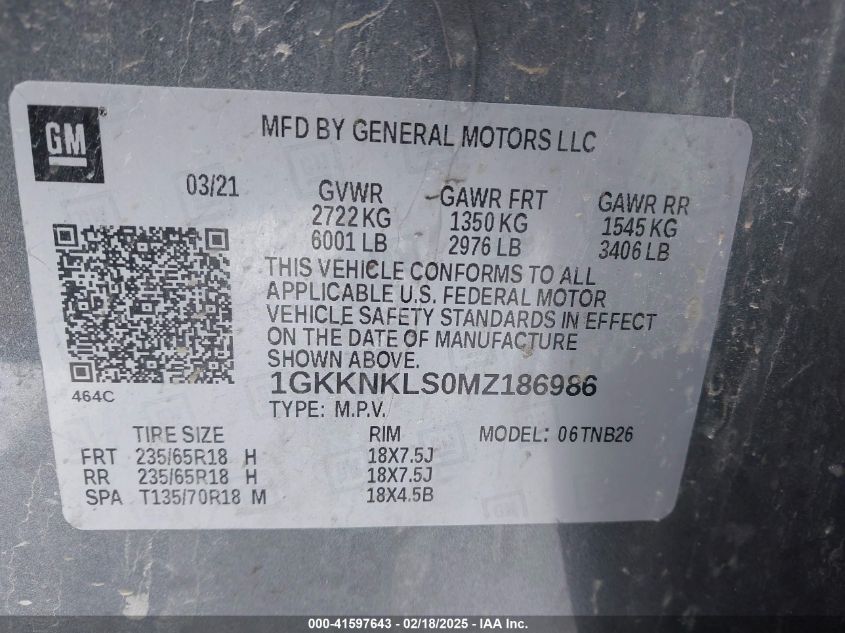 GM
MFD BY GENERAL MOTORS LLC
03/21
GVWR GAWR FRT GAWR RR
2722 KG 1350 KG 1545 KG
6001 LB 2976 LB 3406 LB
THIS VEHICLE CONFORMS TO ALL
APPLICABLE U.S. FEDERAL MOTOR
VEHICLE SAFETY STANDARDS IN EFFECT
ON THE DATE OF MANUFACTURE
SHOWN ABOVE.
464C
1GKKNKLS0MZ186986
TYPE: M.P.V.
TIRE SIZE RIM MODEL: 06TNB26
FRT 235/65R18 H 18X7.5J
RR 235/65R18 H 18X7.5J
SPA T135/70R18 M 18X4.5B
000-41597643 - 02/18/2025 - IAA Inc.